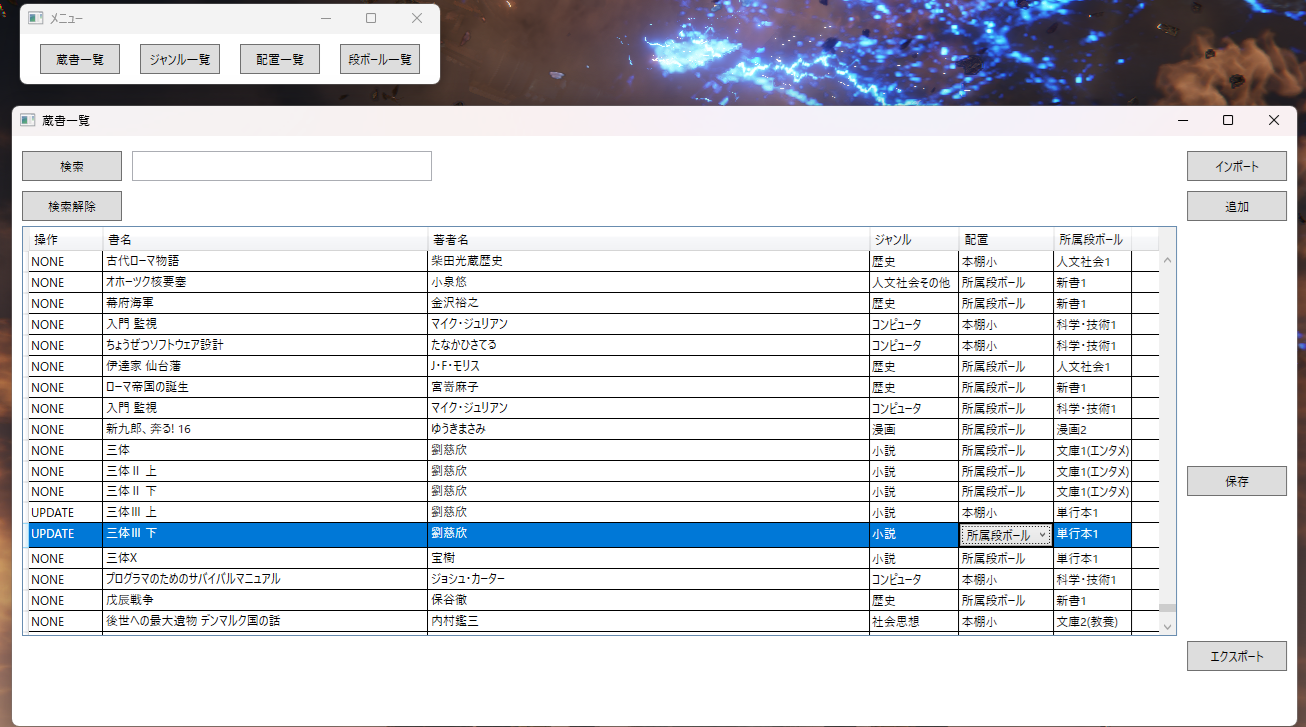 メニュー
蔵書一覧 ジャンル一覧 配置一覧 段ボール一覧
蔵書一覧
検索 インポート
検索解除 追加
操作 書名 著者名 ジャンル 配置 所属段ボール
NONE 古代ローマ物語 柴田光蔵歴史 歴史 本棚小 人文社会1
NONE オホーツク核要塞 小泉悠 人文社会その他 所属段ボール 新書1
NONE 幕府海軍 金沢裕之 歴史 所属段ボール 新書1
NONE 入門 監視 マイク・ジュリアン コンピュータ 本棚小 科学・技術1
NONE ちょうぜつソフトウェア設計 たなかひさてる コンピュータ 本棚小 科学・技術1
NONE 伊達家 仙台藩 J・F・モリス 歴史 所属段ボール 人文社会1
NONE ローマ帝国の誕生 宮嵜麻子 歴史 所属段ボール 新書1
NONE 入門 監視 マイク・ジュリアン コンピュータ 所属段ボール 科学・技術1
NONE 新九郎、奔る! 16 ゆうきまさみ 漫画 所属段ボール 漫画2
NONE 三体 劉慈欣 小説 所属段ボール 文庫1(エンタメ)
NONE 三体Ⅱ 上 劉慈欣 小説 所属段ボール 文庫1(エンタメ)
NONE 三体Ⅱ 下 劉慈欣 小説 所属段ボール 文庫1(エンタメ)
UPDATE 三体Ⅲ 上 劉慈欣 小説 本棚小 単行本1
UPDATE 三体Ⅲ 下 劉慈欣 小説 所属段ボール 単行本1
NONE 三体X 宝樹 小説 所属段ボール 単行本1
NONE プログラマのためのサバイバルマニュアル ジョシュ・カーター コンピュータ 本棚小 科学・技術1
NONE 戊辰戦争 保谷徹 歴史 所属段ボール 新書1
NONE 後世への最大遺物 デンマルク国の話 内村鑑三 社会思想 本棚小 文庫2(教養)
保存
エクスポート